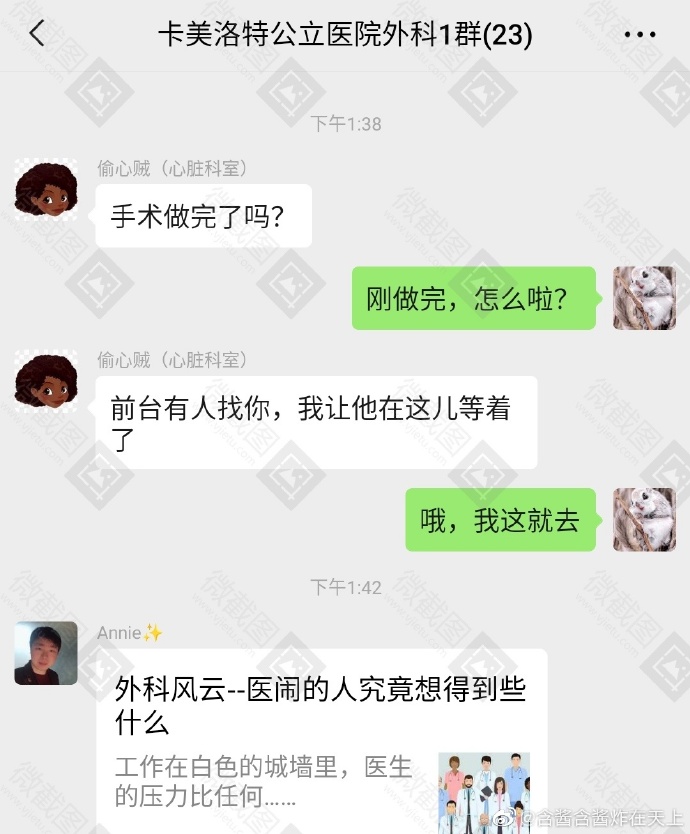 卡美洛特公立医院外科1群(23)
下午1:38
偷心贼（心脏科室）
手术做完了吗？
刚做完，怎么啦？
偷心贼（心脏科室）
前台有人找你，我让他在这儿等着
了
哦，我这就去
下午1:42
Annie✨
外科风云--医闹的人究竟想得到些
什么
工作在白色的城墙里，医生
的压力比任何......
@含酱含酱炸在天上
微截图